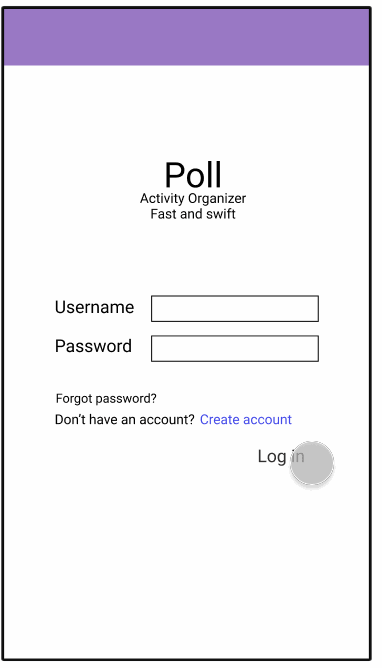 Poll
Activity Organizer
Fast and swift
Username
Password
Forgot password?
Don't have an account? Create account
Log in